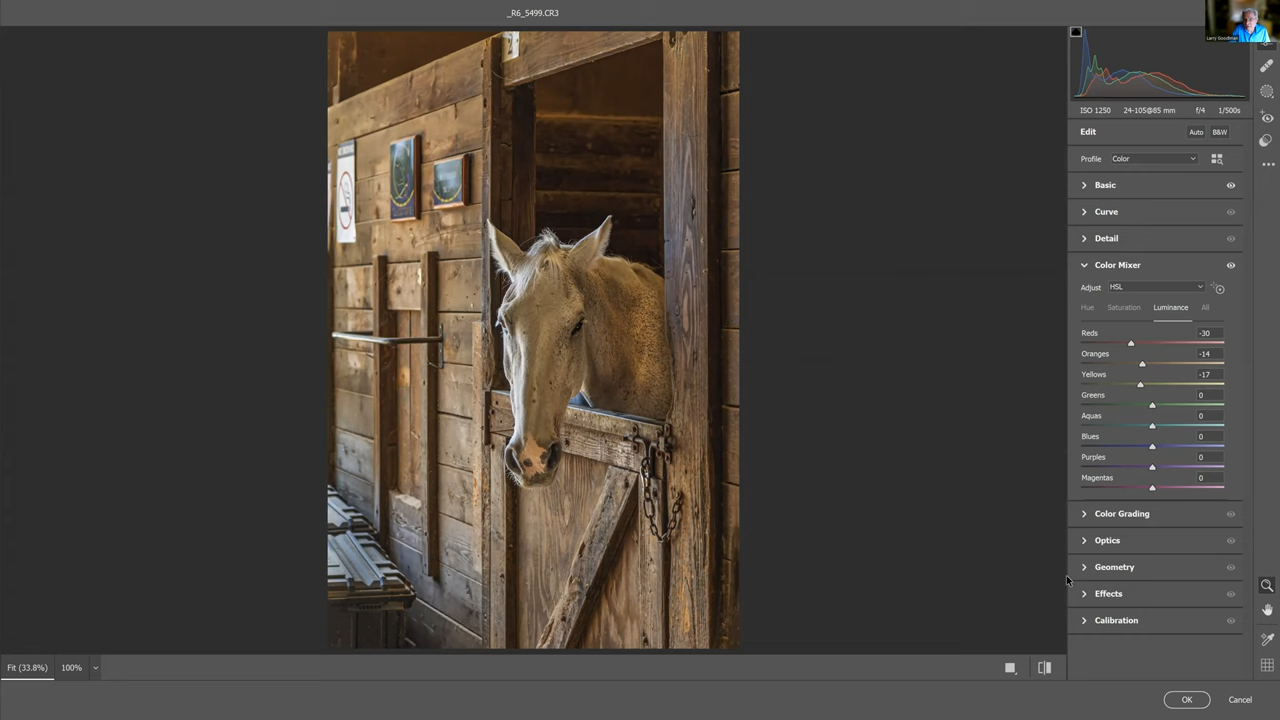 _R6_5499.CR3
Larry Goodman
ISO 1250 24-105@85 mm f/4 1/500s
Edit Auto B&W
Profile Color
Basic
Curve
Detail
Color Mixer
Adjust HSL
Hue Saturation Luminance All
Reds -30
Oranges -14
Yellows -17
Greens 0
Aquas 0
Blues 0
Purples 0
Magentas 0
Color Grading
Optics
Geometry
Effects
Calibration
Fit (33.8%) 100%
OK Cancel